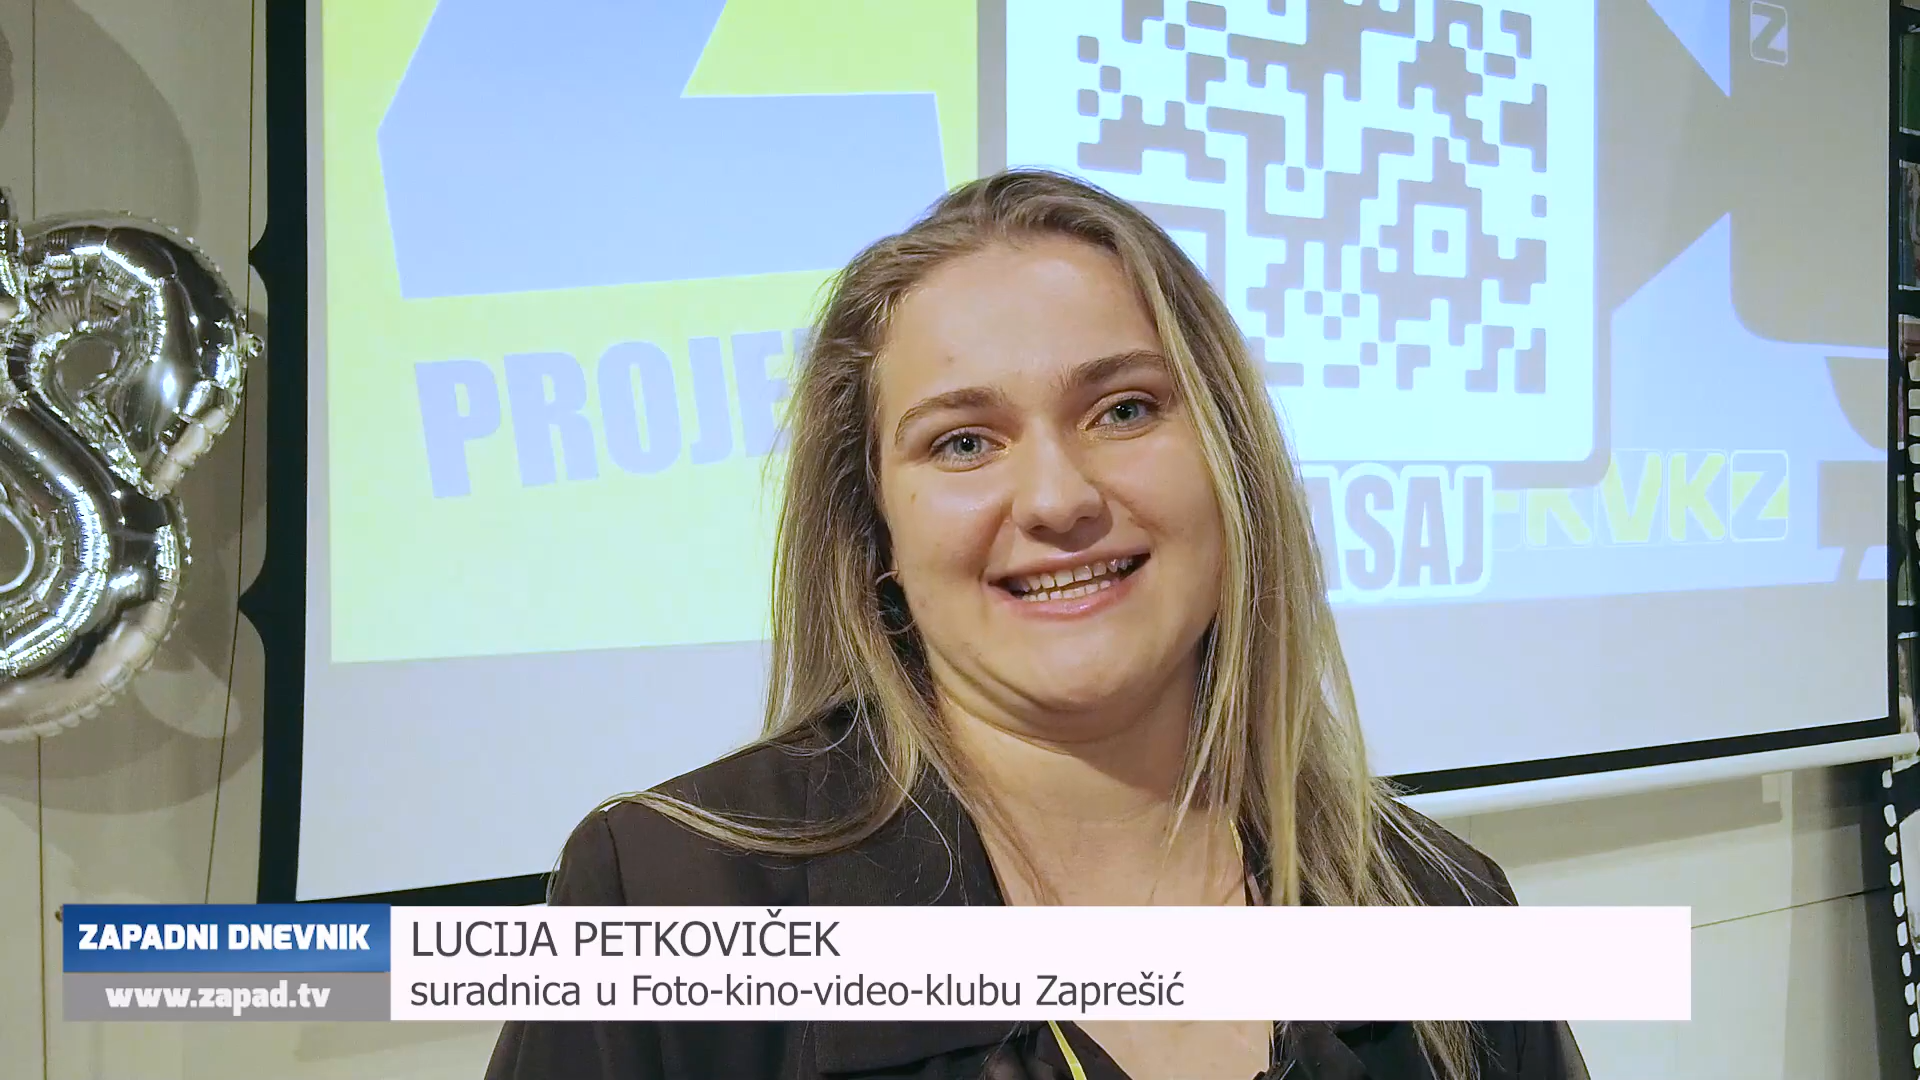 Z
PROJE
ASAJ
KVKZ
ZAPADNI DNEVNIK
www.zapad.tv
LUCIJA PETKOVIČEK
suradnica u Foto-kino-video-klubu Zaprešić